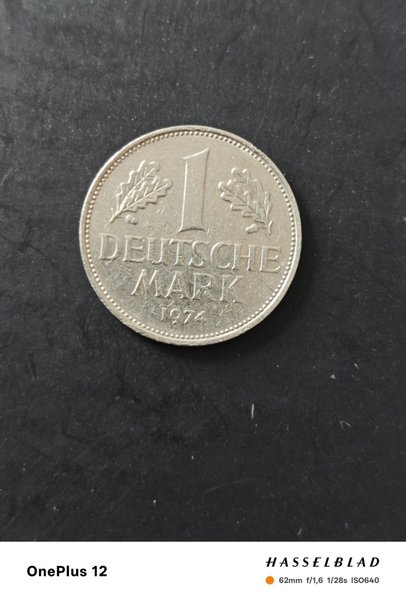 1
DEUTSCHE
MARK
1974
OnePlus 12
HASSELBLAD
62mm f/1,6 1/28s ISO640